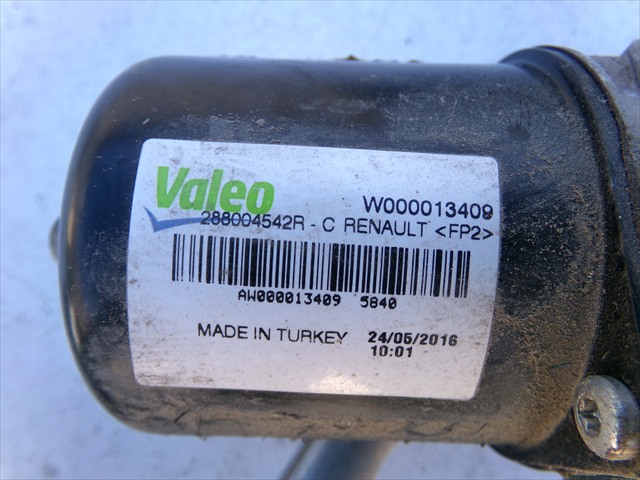 Valeo
W000013409
288004542R - C RENAULT <FP2>
AW000013409 5840
MADE IN TURKEY
24/05/2016
10:01